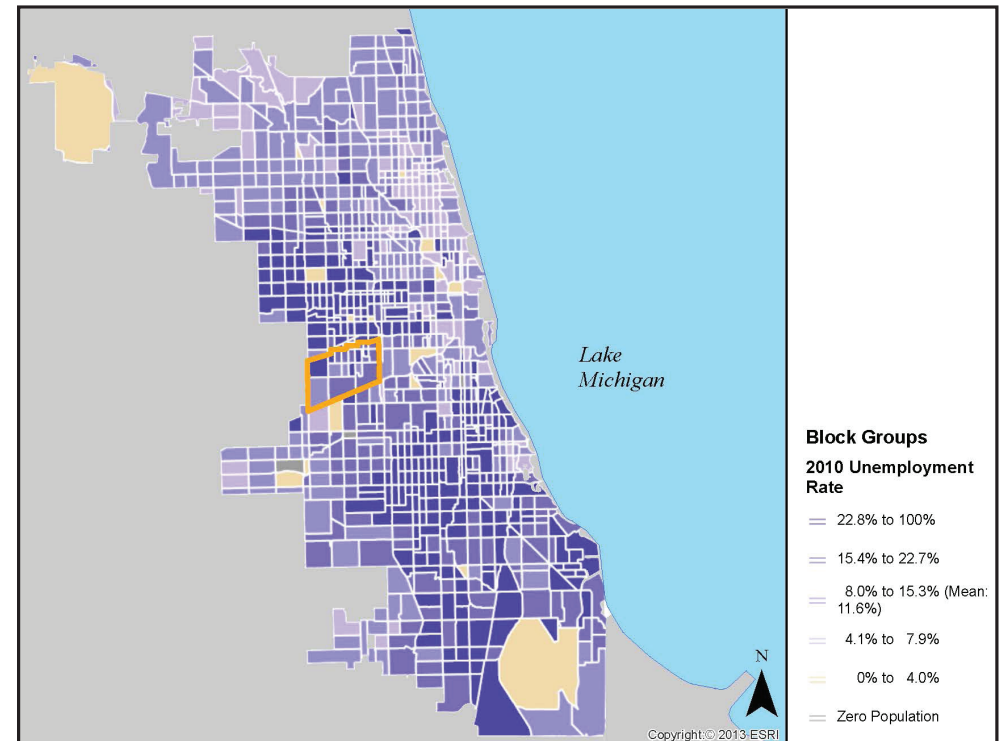 Lake
Michigan
Block Groups
2010 Unemployment
Rate
22.8% to 100%
15.4% to 22.7%
8.0% to 15.3% (Mean:
11.6%)
4.1% to 7.9%
0% to 4.0%
Zero Population
N
Copyright:© 2013 ESRI